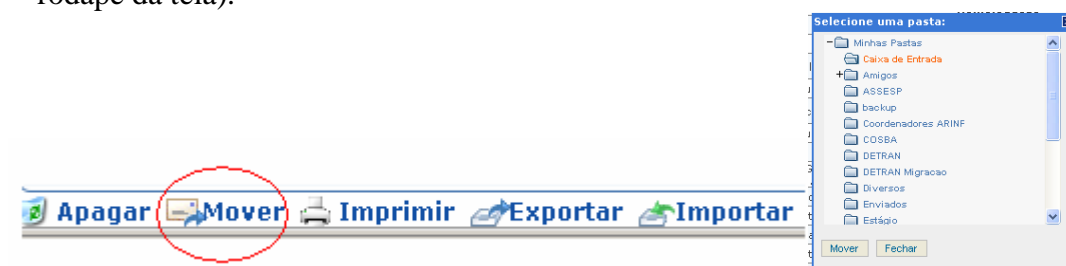 rodapé da tela).
Apagar Mover Imprimir Exportar Importar
Selecione uma pasta:
Minhas Pastas
Caixa de Entrada
Amigos
ASSESP
backup
Coordenadores ARINF
COSBA
DETRAN
DETRAN Migracao
Diversos
Enviados
Estágio
Mover Fechar